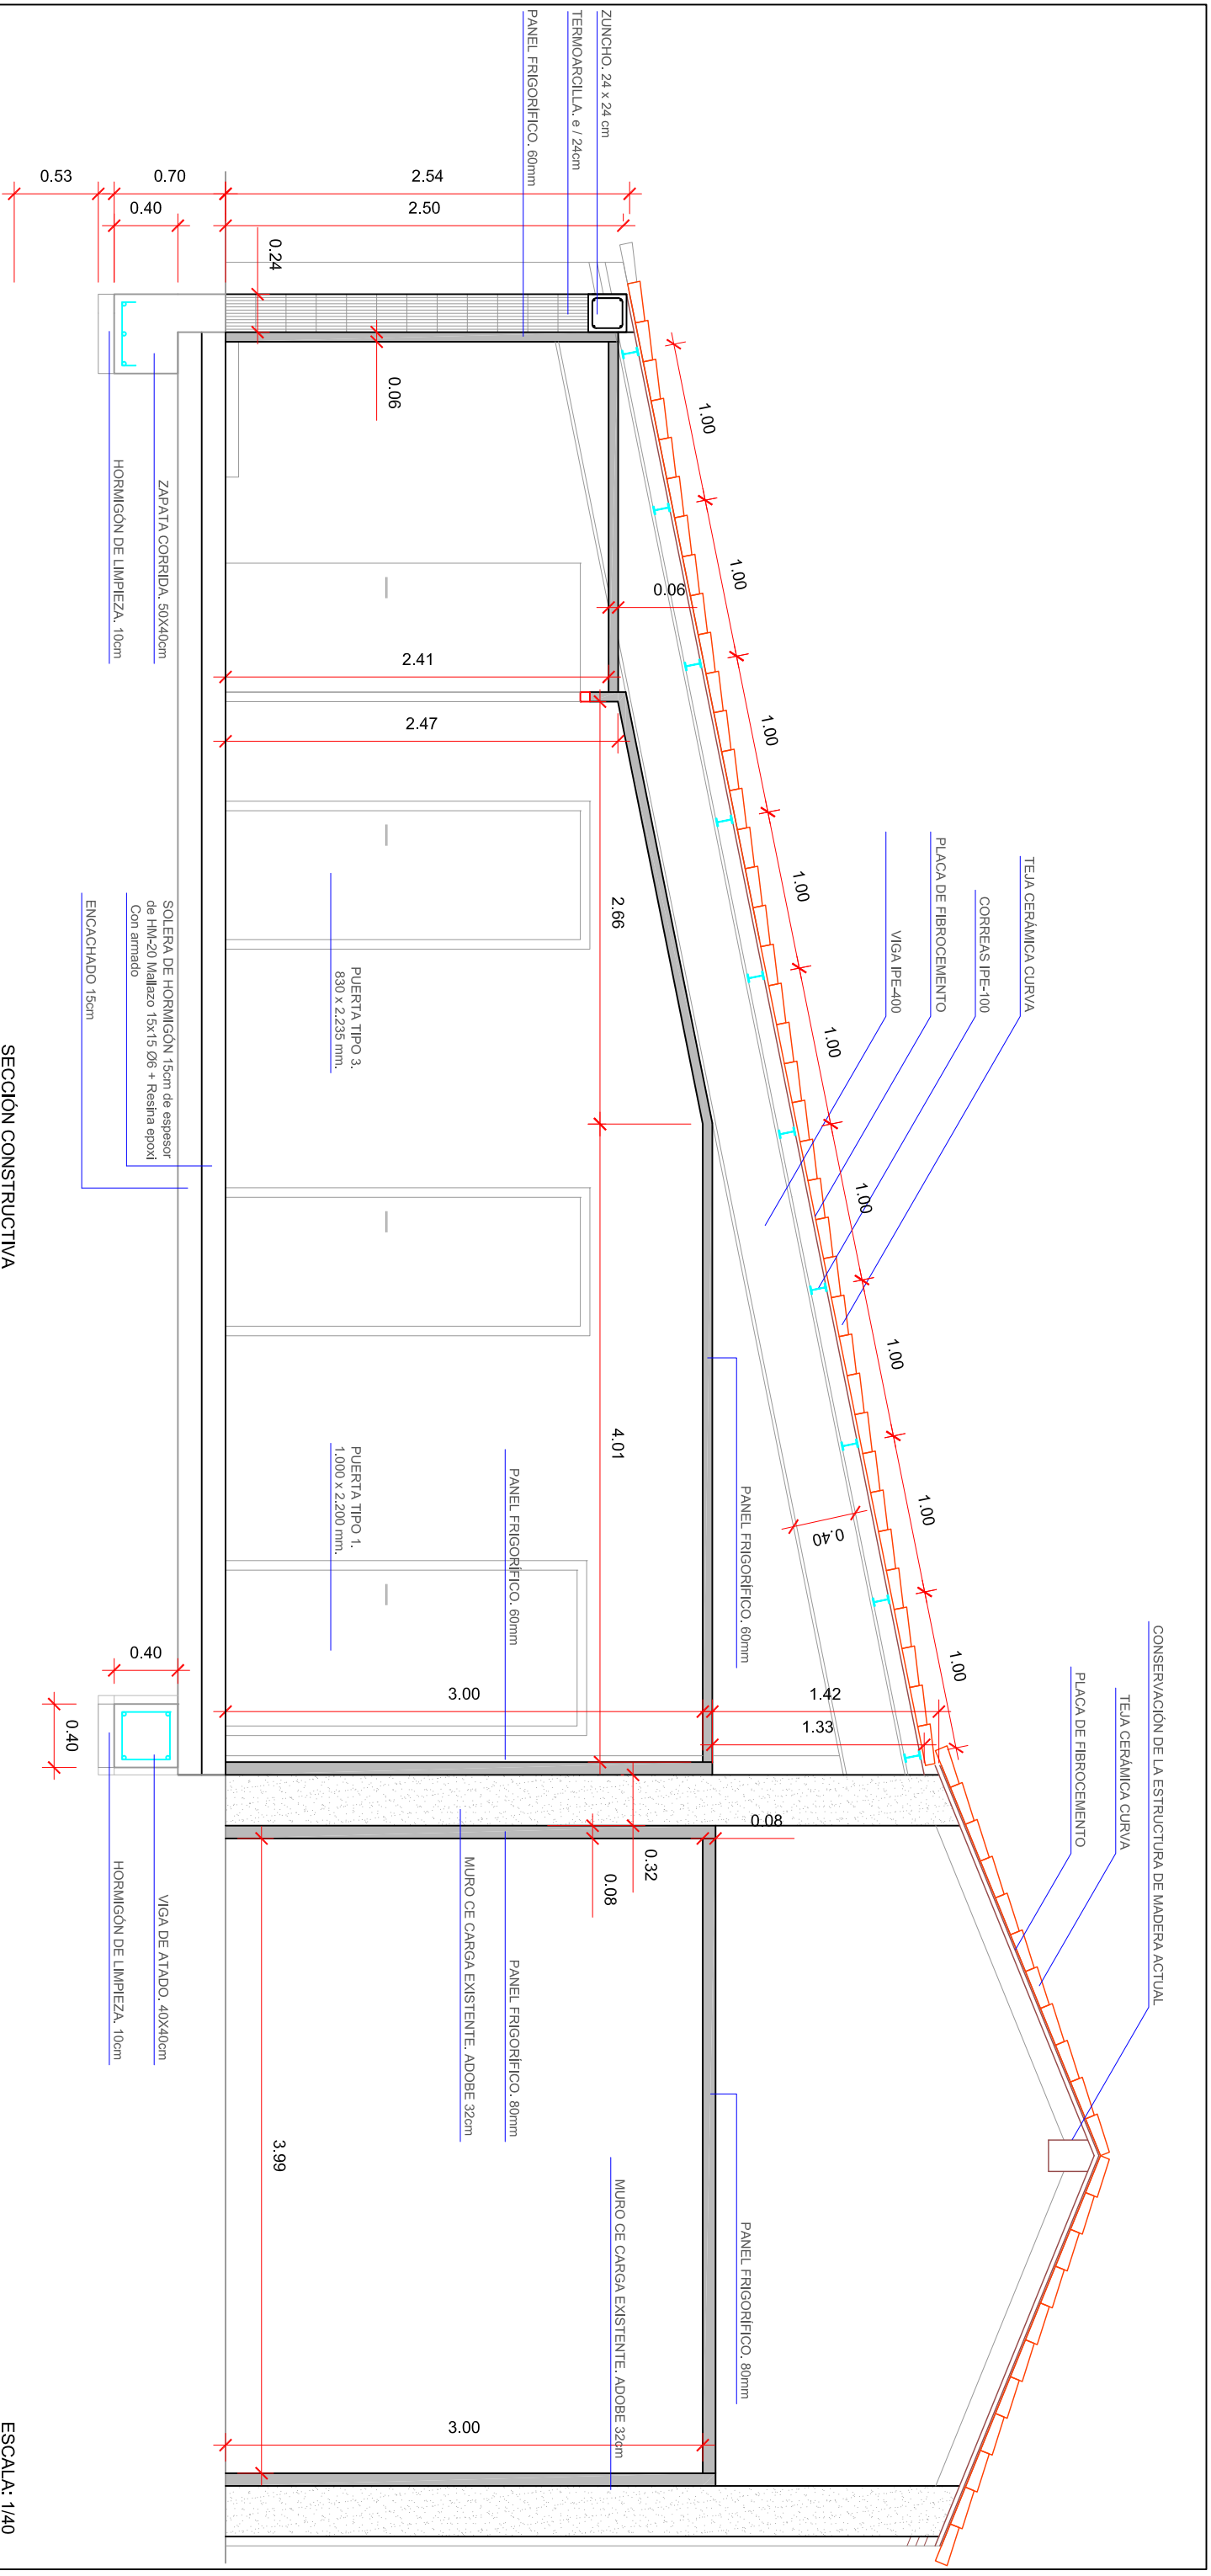 CONSERVACIÓN DE LA ESTRUCTURA DE MADERA ACTUAL
TEJA CERÁMICA CURVA
PLACA DE FIBROCEMENTO
TEJA CERÁMICA CURVA
CORREAS IPE-100
PLACA DE FIBROCEMENTO
VIGA IPE-400
ZUNCHO. 24 x 24 cm
TERMOARCILLA. e / 24cm
PANEL FRIGORÍFICO. 60mm
1.00
1.00
1.00
1.00
1.00
1.00
1.00
1.00
1.00
0.40
1.42
1.33
0.08
0.06
PANEL FRIGORÍFICO. 60mm
PANEL FRIGORÍFICO. 80mm
2.54
2.50
2.41
2.47
2.66
4.01
3.00
0.32
0.08
3.00
PANEL FRIGORÍFICO. 60mm
PANEL FRIGORÍFICO. 80mm
MURO CE CARGA EXISTENTE. ADOBE 32cm
MURO CE CARGA EXISTENTE. ADOBE 32cm
0.24
0.06
PUERTA TIPO 3.
830 x 2.235 mm.
PUERTA TIPO 1.
1.000 x 2.200 mm.
3.99
0.70
0.40
0.53
0.40
0.40
ZAPATA CORRIDA. 50X40cm
HORMIGÓN DE LIMPIEZA. 10cm
SOLERA DE HORMIGÓN 15cm de espesor
de HM-20 Mallazo 15x15 Ø6 + Resina epoxi
Con armado
ENCACHADO 15cm
VIGA DE ATADO. 40X40cm
HORMIGÓN DE LIMPIEZA. 10cm
SECCIÓN CONSTRUCTIVA
ESCALA: 1/40